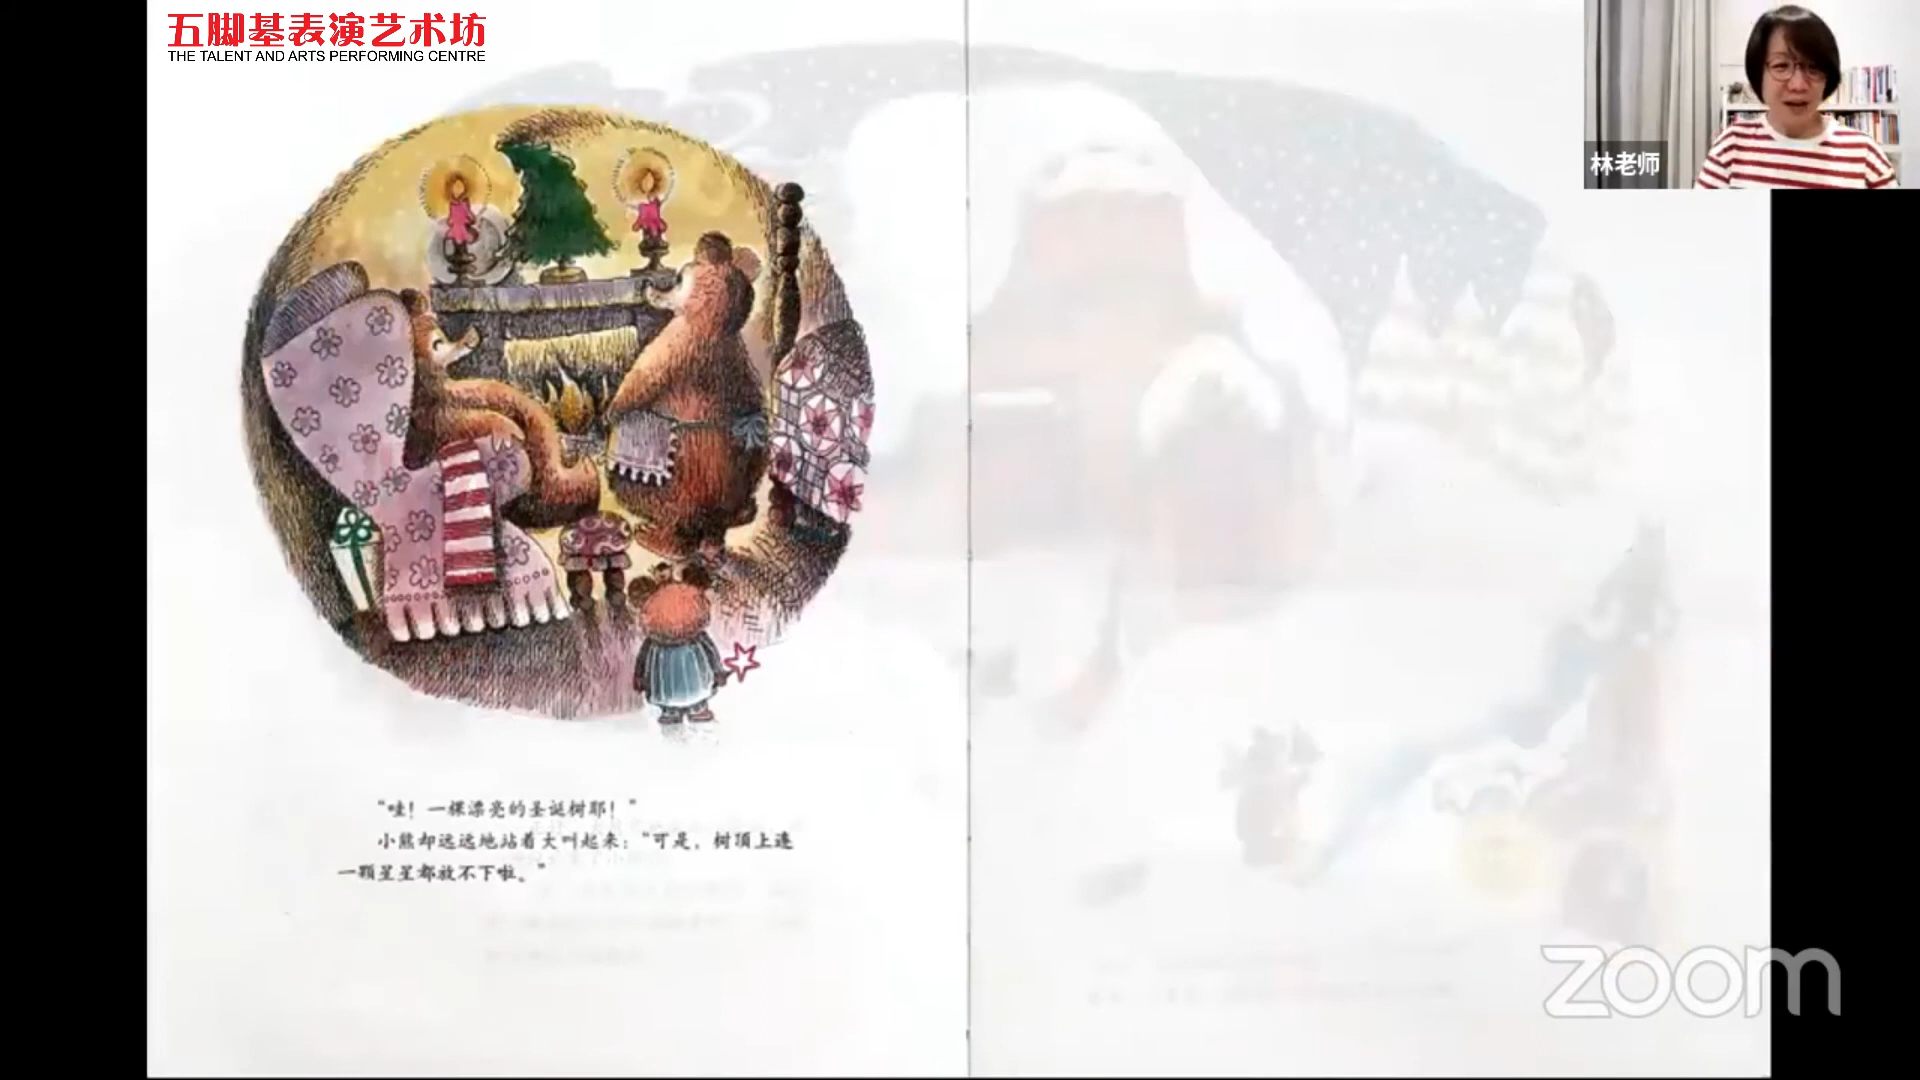 五脚基表演艺术坊
THE TALENT AND ARTS PERFORMING CENTRE
林老师
“哇！一棵漂亮的圣诞树耶！”
小熊却远远地站着大叫起来：“可是，树顶上连
一颗星星都放不下啦。”
zoom